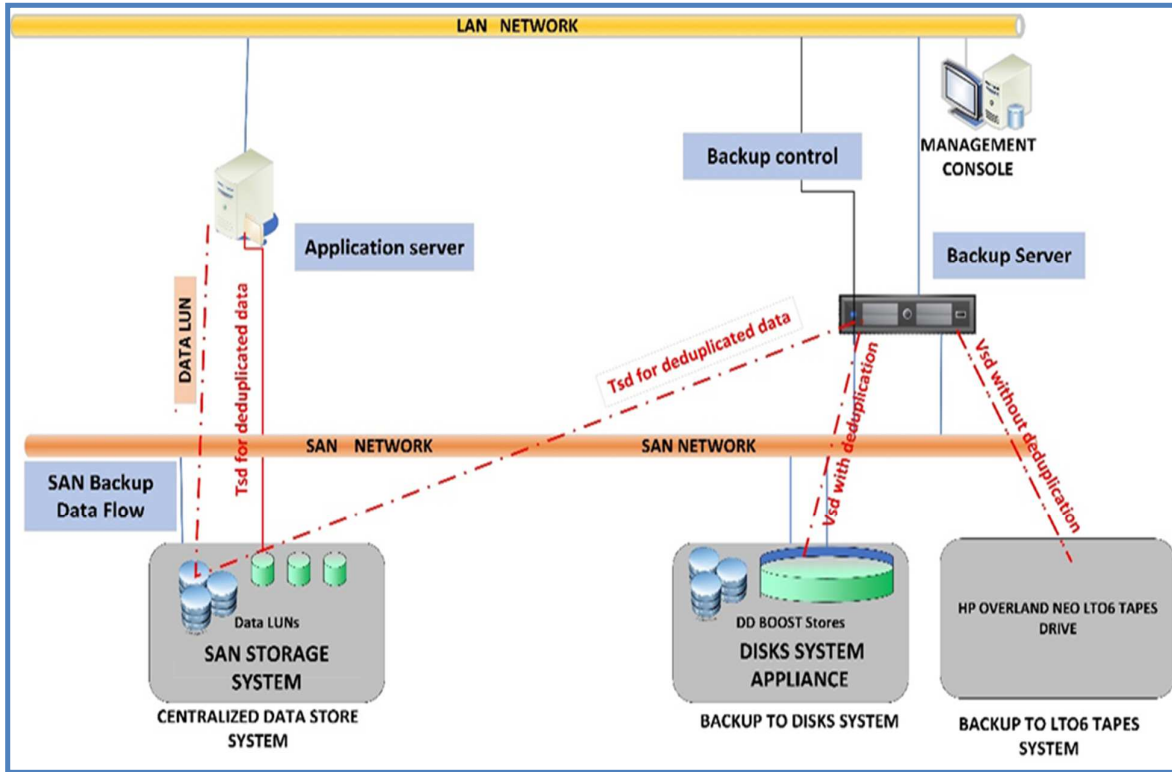 LAN NETWORK
MANAGEMENT
CONSOLE
Backup control
Application server
Backup Server
DATA LUN
Tsd for deduplicated data
Tsd for deduplicated data
Vsd with deduplication
Vsd without deduplication
SAN NETWORK
SAN NETWORK
SAN Backup
Data Flow
Data LUNs
SAN STORAGE
SYSTEM
CENTRALIZED DATA STORE
SYSTEM
DD BOOST Stores
DISKS SYSTEM
APPLIANCE
BACKUP TO DISKS SYSTEM
HP OVERLAND NEO LTO6 TAPES
DRIVE
BACKUP TO LTO6 TAPES
SYSTEM